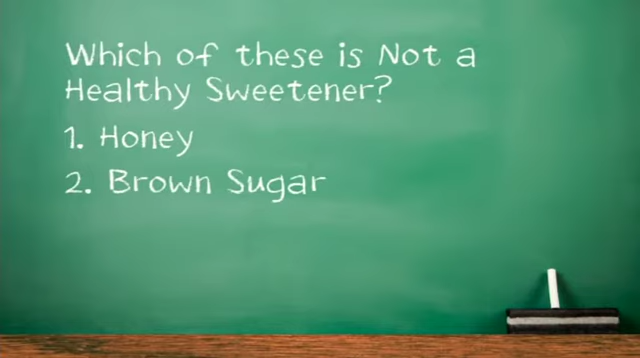 Which of these is Not a
Healthy Sweetener?
1. Honey
2. Brown Sugar